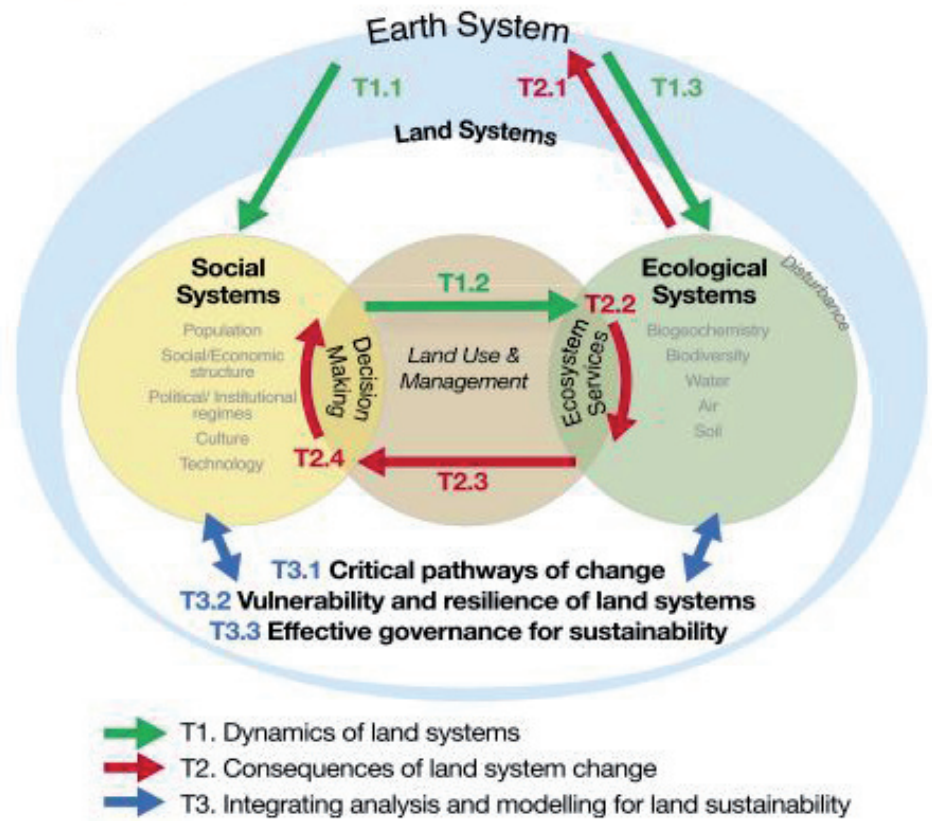 Earth System
T1.1
T2.1
T1.3
Land Systems
Social
Systems
Population
Social/Economic
structure
Political/ Institutional
regimes
Culture
Technology
Decision
Making
T1.2
Land Use &
Management
T2.2
Ecosystem
Services
Ecological
Systems
Biogeochemistry
Biodiversity
Water
Air
Soil
Disturbance
T2.4
T2.3
T3.1 Critical pathways of change
T3.2 Vulnerability and resilience of land systems
T3.3 Effective governance for sustainability
T1. Dynamics of land systems
T2. Consequences of land system change
T3. Integrating analysis and modelling for land sustainability